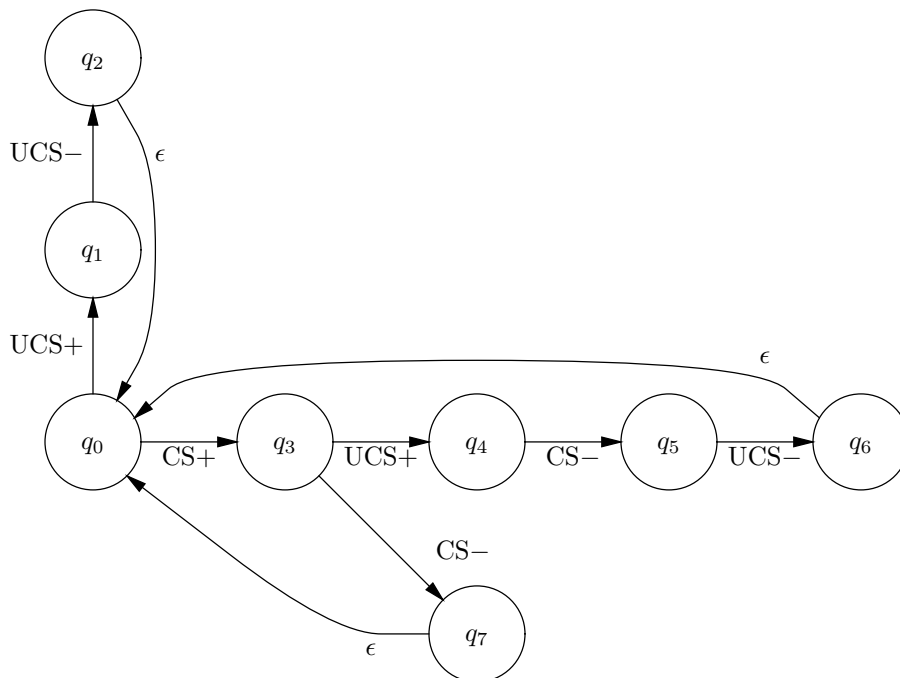 q2
UCS− ϵ
q1
UCS+
ϵ
q0 q3 q4 q5 q6
CS+ UCS+ CS- UCS-
CS−
q7
ϵ